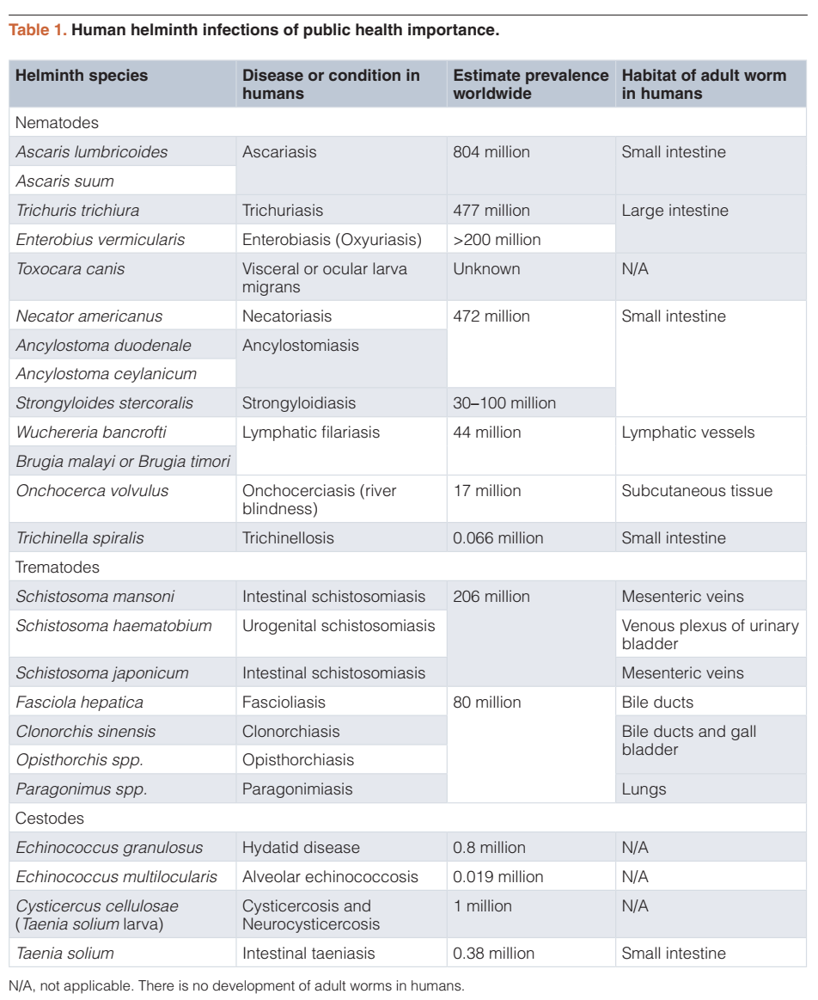 Table 1. Human helminth infections of public health importance.
Helminth species
Disease or condition in
humans
Estimate prevalence
worldwide
Habitat of adult worm
in humans
Nematodes
Ascaris lumbricoides
Ascariasis
804 million
Small intestine
Ascaris suum
Trichuris trichiura
Trichuriasis
477 million
Large intestine
Enterobius vermicularis
Enterobiasis (Oxyuriasis)
>200 million
Toxocara canis
Visceral or ocular larva
migrans
Unknown
N/A
Necator americanus
Necatoriasis
472 million
Small intestine
Ancylostoma duodenale
Ancylostomiasis
Ancylostoma ceylanicum
Strongyloides stercoralis
Strongyloidiasis
30–100 million
Wuchereria bancrofti
Lymphatic filariasis
44 million
Lymphatic vessels
Brugia malayi or Brugia timori
Onchocerca volvulus
Onchocerciasis (river
blindness)
17 million
Subcutaneous tissue
Trichinella spiralis
Trichinellosis
0.066 million
Small intestine
Trematodes
Schistosoma mansoni
Intestinal schistosomiasis
206 million
Mesenteric veins
Schistosoma haematobium
Urogenital schistosomiasis
Venous plexus of urinary
bladder
Schistosoma japonicum
Intestinal schistosomiasis
Mesenteric veins
Fasciola hepatica
Fascioliasis
80 million
Bile ducts
Clonorchis sinensis
Clonorchiasis
Bile ducts and gall
bladder
Opisthorchis spp.
Opisthorchiasis
Paragonimus spp.
Paragonimiasis
Lungs
Cestodes
Echinococcus granulosus
Hydatid disease
0.8 million
N/A
Echinococcus multilocularis
Alveolar echinococcosis
0.019 million
N/A
Cysticercus cellulosae
(Taenia solium larva)
Cysticercosis and
Neurocysticercosis
1 million
N/A
Taenia solium
Intestinal taeniasis
0.38 million
Small intestine
N/A, not applicable. There is no development of adult worms in humans.